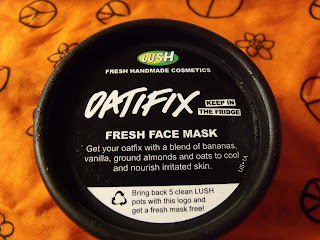 LUSH
FRESH HANDMADE COSMETICS
OATIFIX
KEEP IN
THE FRIDGE
FRESH FACE MASK
Get your oatfix with a blend of bananas,
vanilla, ground almonds and oats to cool
and nourish irritated skin.
Bring back 5 clean LUSH
pots with this logo and
get a fresh mask free!